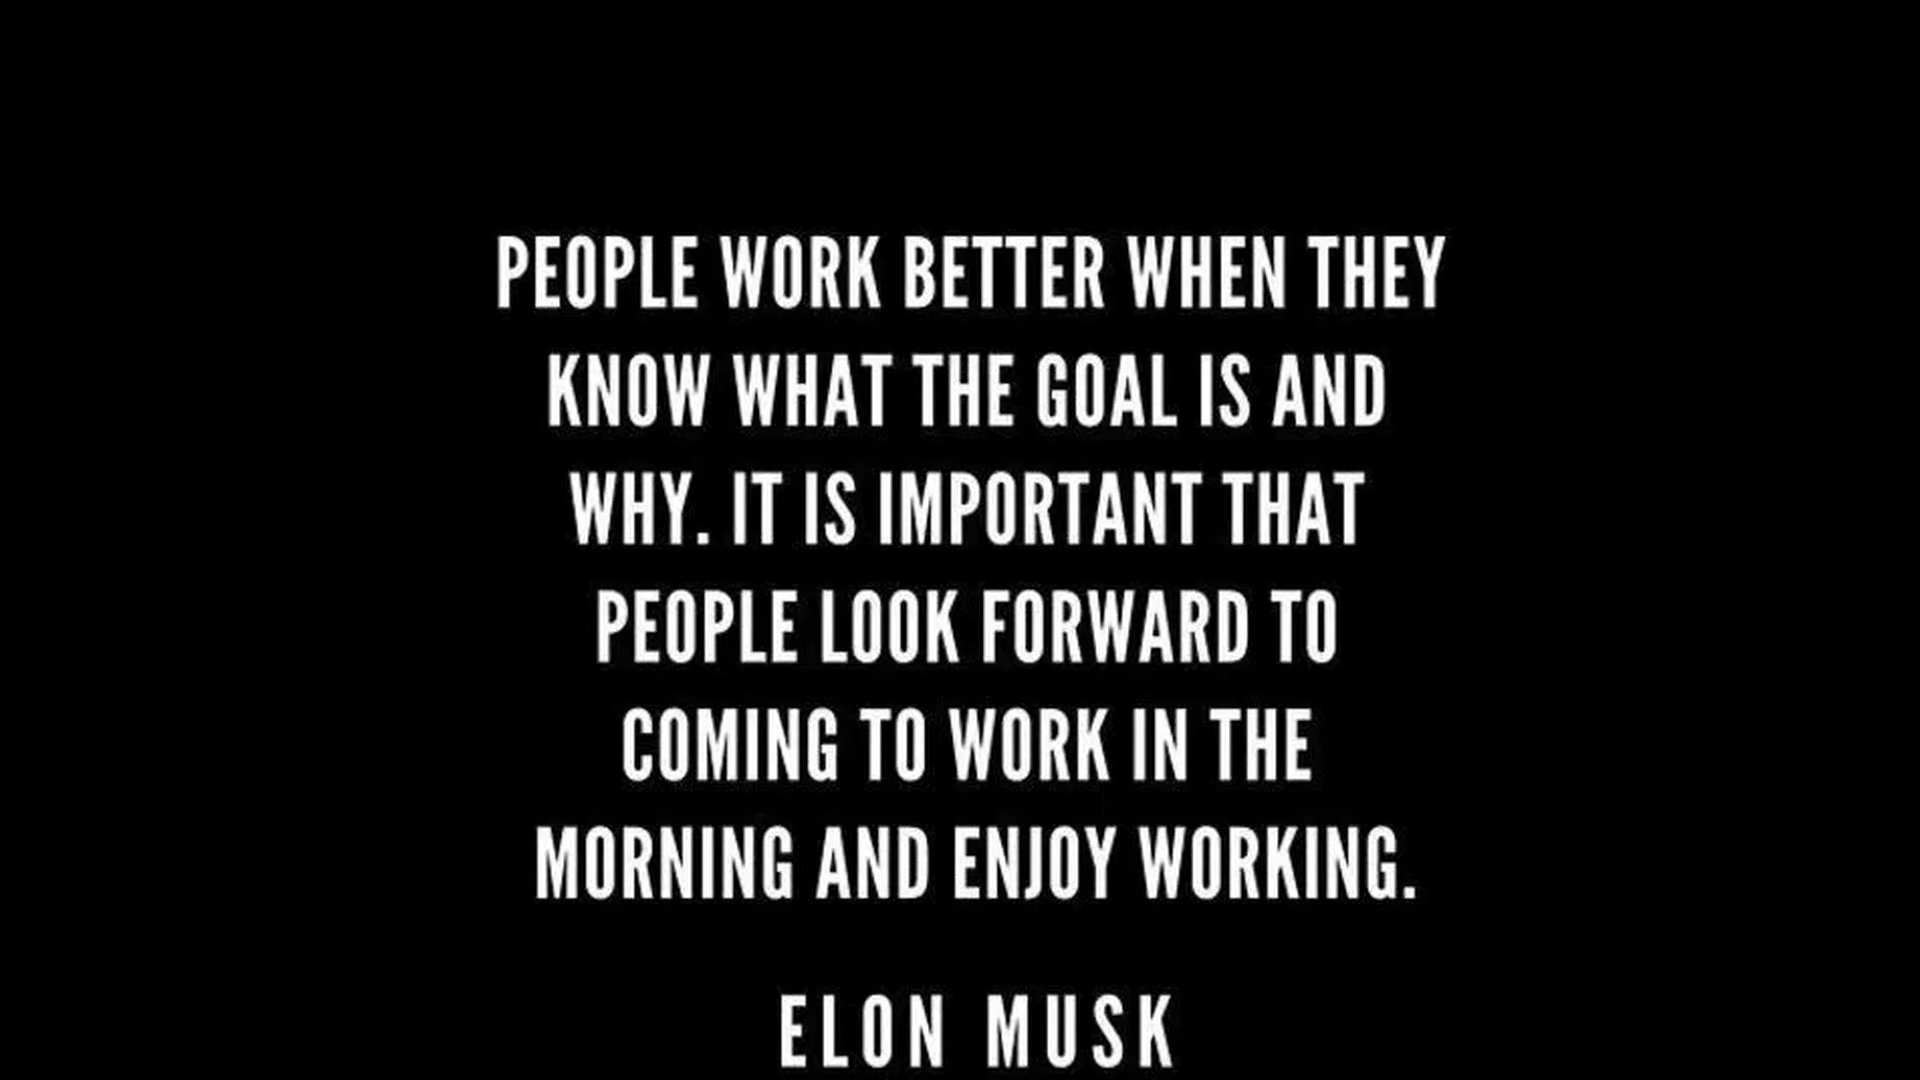 PEOPLE WORK BETTER WHEN THEY
KNOW WHAT THE GOAL IS AND
WHY. IT IS IMPORTANT THAT
PEOPLE LOOK FORWARD TO
COMING TO WORK IN THE
MORNING AND ENJOY WORKING.
ELON MUSK